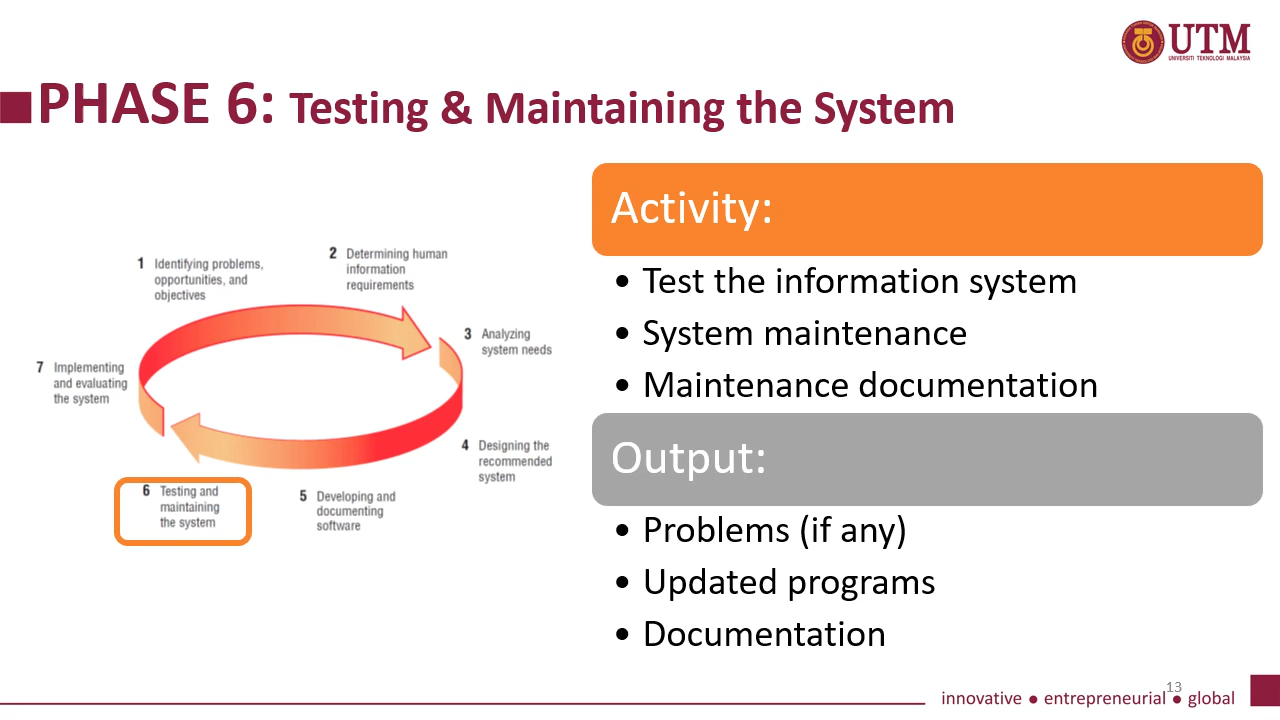 UTM
UNIVERSITI TEKNOLOGI MALAYSIA
PHASE 6: Testing & Maintaining the System
1 Identifying problems,
opportunities, and
objectives
2 Determining human
information
requirements
3 Analyzing
system needs
4 Designing the
recommended
system
5 Developing and
documenting
software
6 Testing and
maintaining
the system
7 Implementing
and evaluating
the system
Activity:
• Test the information system
• System maintenance
• Maintenance documentation
Output:
• Problems (if any)
• Updated programs
• Documentation
13
innovative ● entrepreneurial ● global